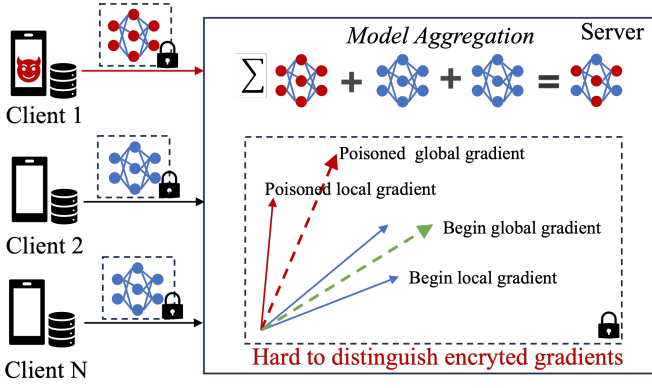 Client 1
Client 2
Client N
Model Aggregation
Server
∑ + + =
Poisoned global gradient
Poisoned local gradient
Begin global gradient
Begin local gradient
Hard to distinguish encryted gradients